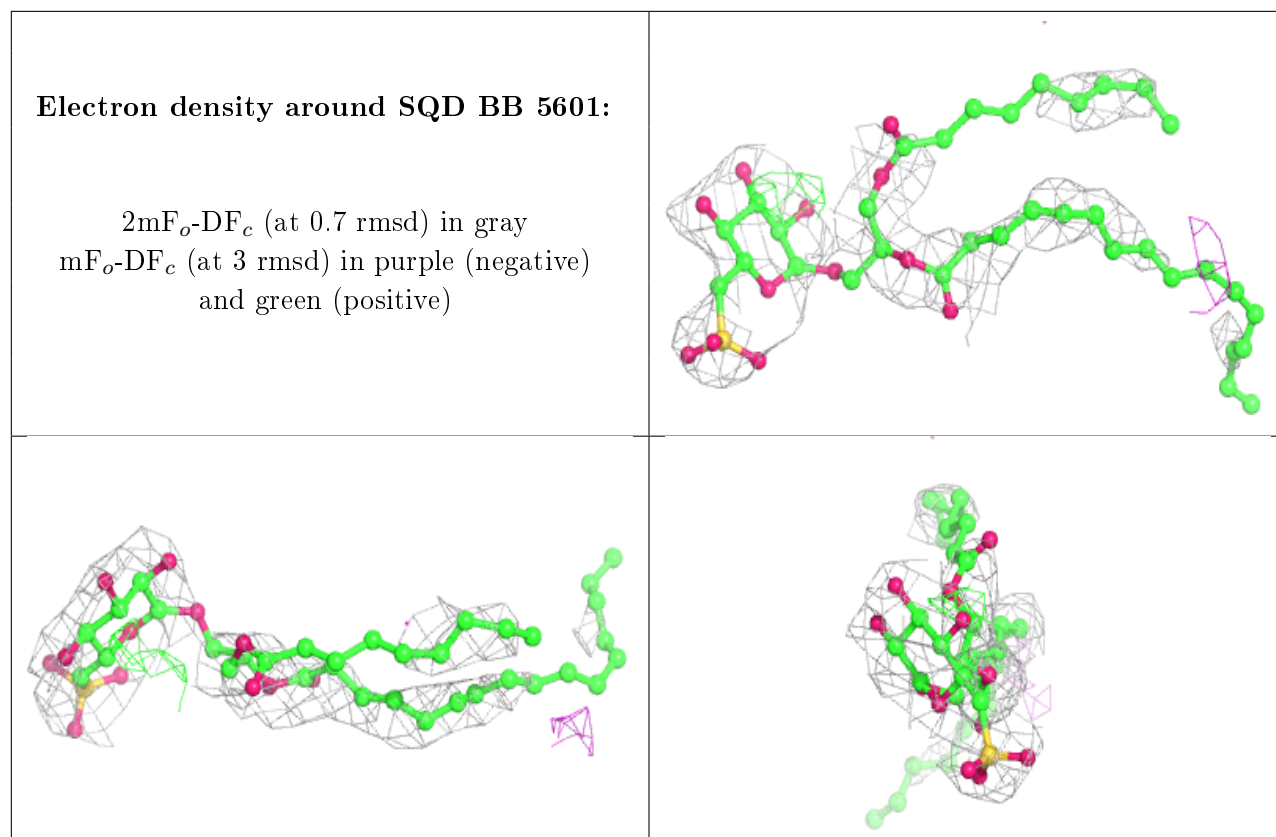 Electron density around SQD BB 5601:
2mFo-DFc (at 0.7 rmsd) in gray
mFo-DFc (at 3 rmsd) in purple (negative)
and green (positive)